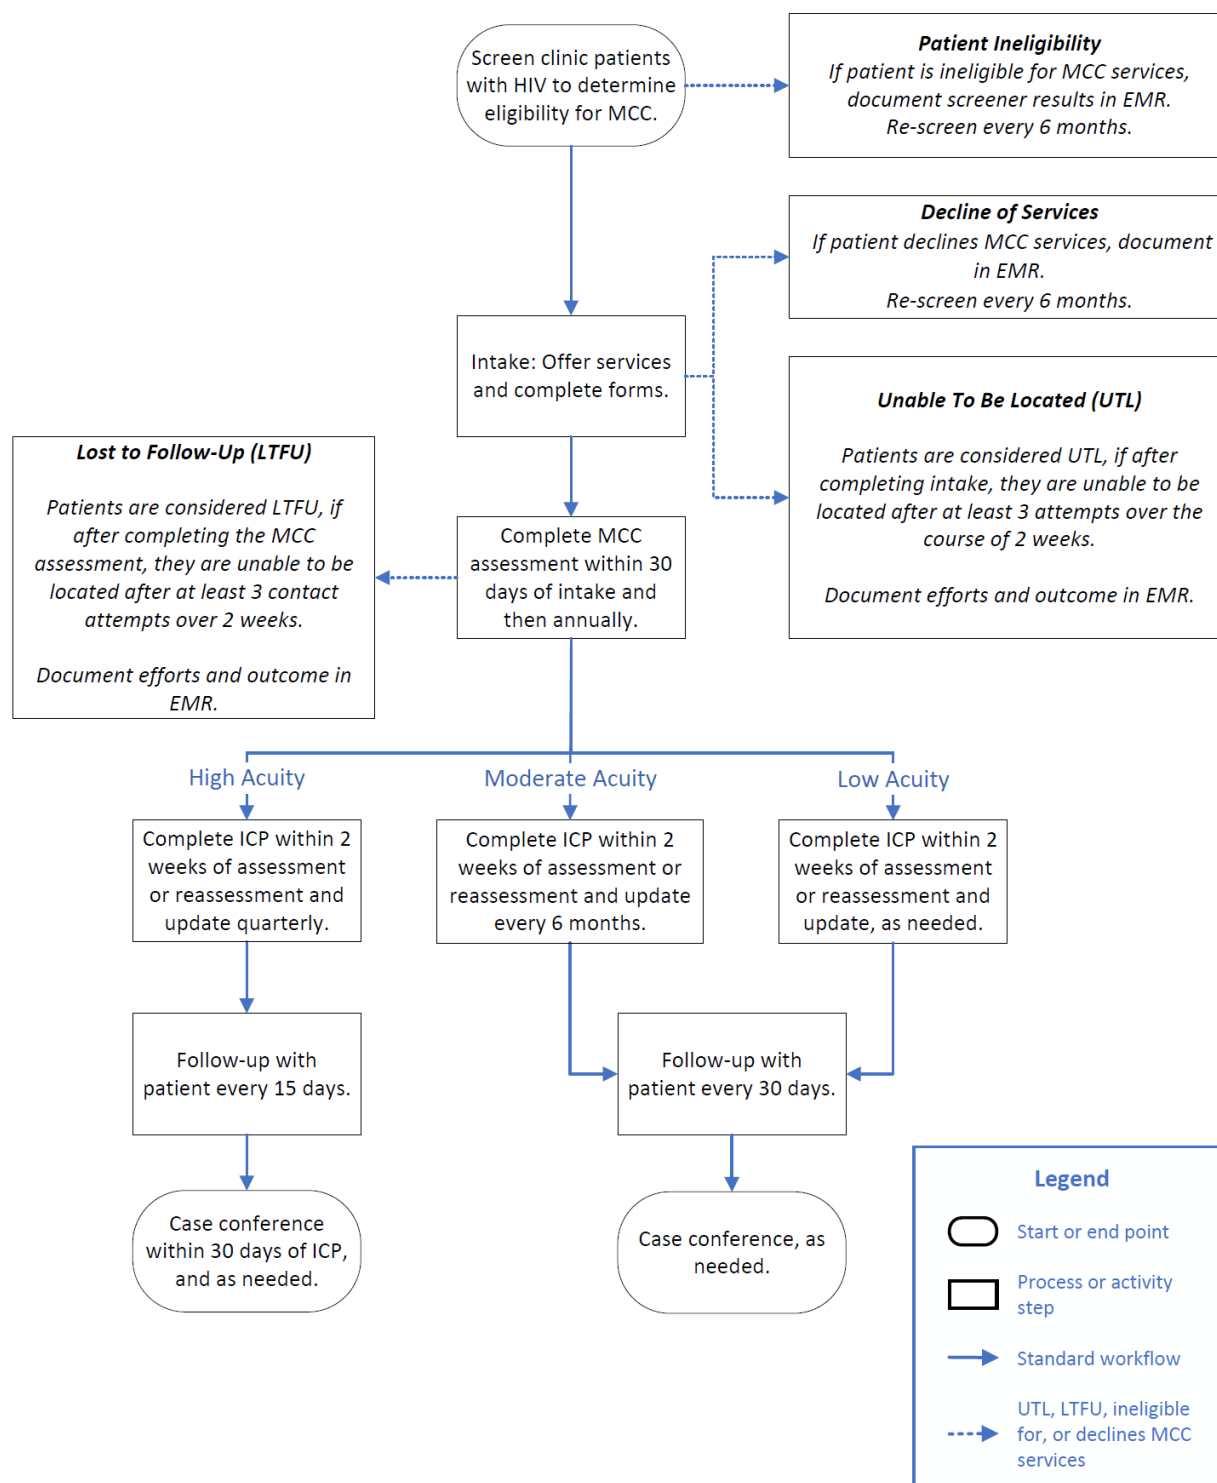 Screen clinic patients
with HIV to determine
eligibility for MCC.
Patient Ineligibility
If patient is ineligible for MCC services,
document screener results in EMR.
Re-screen every 6 months.
Decline of Services
If patient declines MCC services, document
in EMR.
Re-screen every 6 months.
Intake: Offer services
and complete forms.
Unable To Be Located (UTL)
Patients are considered UTL, if after
completing intake, they are unable to be
located after at least 3 attempts over the
course of 2 weeks.
Document efforts and outcome in EMR.
Lost to Follow-Up (LTFU)
Patients are considered LTFU, if
after completing the MCC
assessment, they are unable to be
located after at least 3 contact
attempts over 2 weeks.
Document efforts and outcome in
EMR.
Complete MCC
assessment within 30
days of intake and
then annually.
High Acuity
Moderate Acuity
Low Acuity
Complete ICP within 2
weeks of assessment
or reassessment and
update quarterly.
Complete ICP within 2
weeks of assessment or
reassessment and update
every 6 months.
Complete ICP within 2
weeks of assessment
or reassessment and
update, as needed.
Follow-up with
patient every 15 days.
Follow-up with
patient every 30 days.
Case conference
within 30 days of ICP,
and as needed.
Case conference, as
needed.
Legend
Start or end point
Process or activity
step
Standard workflow
UTL, LTFU, ineligible
for, or declines MCC
services